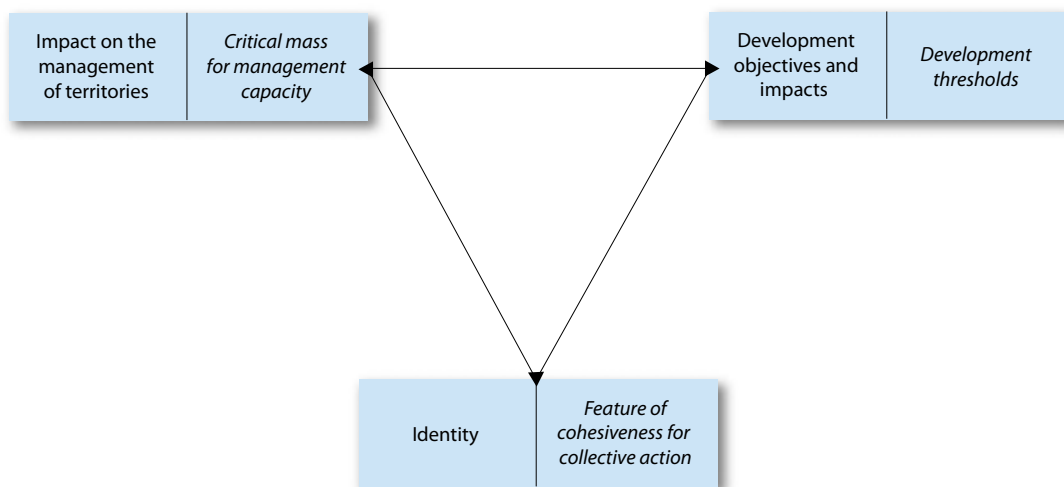 Impact on the
management
of territories
Critical mass
for management
capacity
Development
objectives and
impacts
Development
thresholds
Identity
Feature of
cohesiveness for
collective action